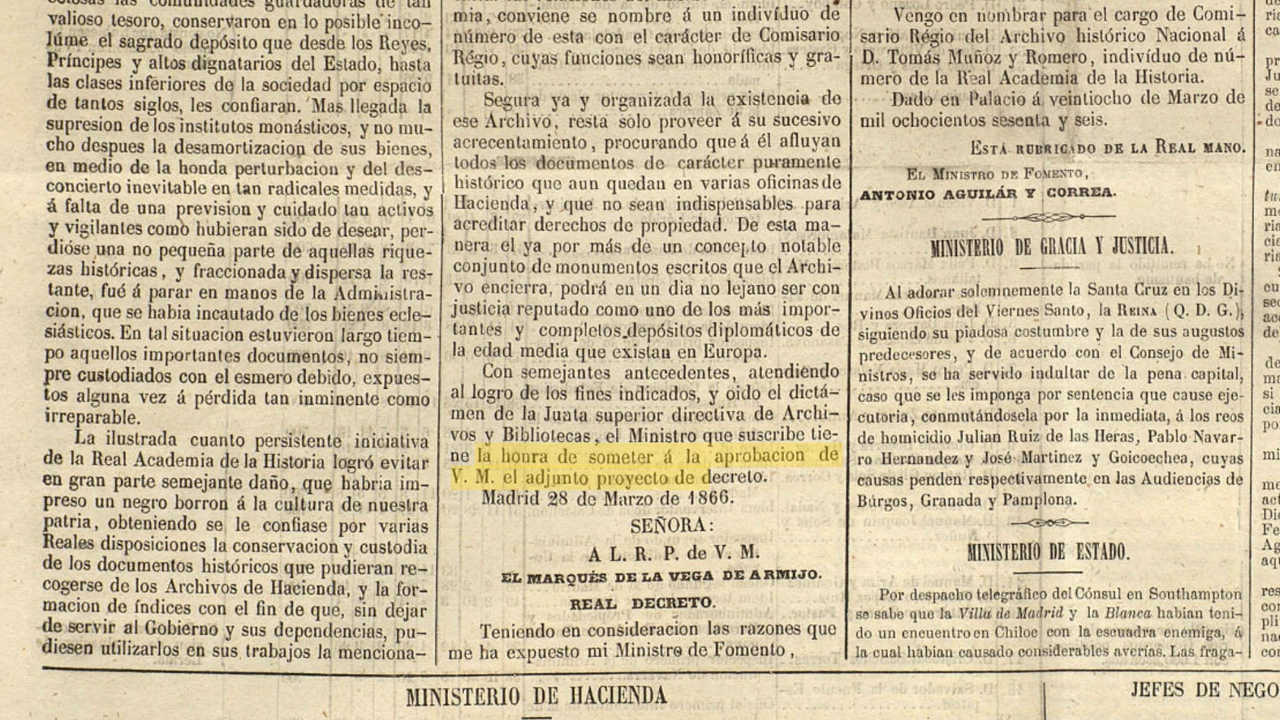 celosas las comunidades guardadoras de tan
valioso tesoro, conservaron en lo posible inco-
lúme el sagrado depósito que desde los Reyes,
Príncipes y altos dignatarios del Estado, hasta
las clases inferiores de la sociedad por espacio
de tantos siglos, les confiaran. Mas llegada la
supresion de los institutos monásticos, y no mu-
cho despues la desamortizacion de sus bienes,
en medio de la honda perturbacion y del des-
concierto inevitable en tan radicales medidas, y
á falta de una prevision y cuidado tan activos
y vigilantes como hubieran sido de desear, per-
dióse una no pequeña parte de aquellas rique-
zas históricas, y fraccionada y dispersa la res-
tante, fué á parar en manos de la Administra-
cion, que se habia incautado de los bienes ecle-
siásticos. En tal situacion estuvieron largo tiem-
po aquellos importantes documentos, no siem-
pre custodiados con el esmero debido, expues-
tos alguna vez á pérdida tan inminente como
irreparable.
La ilustrada cuanto persistente iniciativa
de la Real Academia de la Historia logró evitar
en gran parte semejante daño, que habria im-
preso un negro borron á la cultura de nuestra
patria, obteniendo se le confiase por varias
Reales disposiciones la conservacion y custodia
de los documentos históricos que pudieran re-
cogerse de los Archivos de Hacienda, y la for-
macion de índices con el fin de que, sin dejar
de servir al Gobierno y sus dependencias, pu-
diesen utilizarlos en sus trabajos la menciona-
mia, conviene se nombre á un indivíduo de
número de esta con el carácter de Comisario
Régio, cuyas funciones sean honoríficas y gra-
tuitas.
Segura ya y organizada la existencia de
ese Archivo, resta solo proveer á su sucesivo
acrecentamiento, procurando que á él afluyan
todos los documentos de carácter puramente
histórico que aun quedan en varias oficinas de
Hacienda, y que no sean indispensables para
acreditar derechos de propiedad. De esta ma-
nera el ya por más de un concepto notable
conjunto de monumentos escritos que el Archi-
vo encierra, podrá en un dia no lejano ser con
justicia reputado como uno de los más impor-
tantes y completos depósitos diplomáticos de
la edad media que existan en Europa.
Con semejantes antecedentes, atendiendo
al logro de los fines indicados, y oido el dictá-
men de la Junta superior directiva de Archi-
vos y Bibliotecas, el Ministro que suscribe tie-
ne la honra de someter á la aprobacion de
V. M. el adjunto proyecto de decreto.
Madrid 28 de Marzo de 1866.
SEÑORA:
A L. R. P. de V. M.
EL MARQUÉS DE LA VEGA DE ARMIJO.
REAL DECRETO.
Teniendo en consideracion las razones que
me ha expuesto mi Ministro de Fomento,
Vengo en nombrar para el cargo de Comi-
sario Régio del Archivo histórico Nacional á
D. Tomás Muñoz y Romero, indivíduo de nú-
mero de la Real Academia de la Historia.
Dado en Palacio á veintiocho de Marzo de
mil ochocientos sesenta y seis.
ESTÁ RUBRICADO DE LA REAL MANO.
EL MINISTRO DE FOMENTO,
ANTONIO AGUILÁR Y CORREA.
MINISTERIO DE GRACIA Y JUSTICIA.
Al adorar solemnemente la Santa Cruz en los Di-
vinos Oficios del Viernes Santo, la REINA (Q. D. G.),
siguiendo su piadosa costumbre y la de sus augustos
predecesores, y de acuerdo con el Consejo de Mi-
nistros, se ha servido indultar de la pena capital,
caso que se les imponga por sentencia que cause eje-
cutoria, conmutándosela por la inmediata, á los reos
de homicidio Julian Ruiz de las Heras, Pablo Navar-
ro Hernandez y José Martinez y Goicoechea, cuyas
causas penden respectivamente en las Audiencias de
Búrgos, Granada y Pamplona.
MINISTERIO DE ESTADO.
Por despacho telegráfico del Cónsul en Southampton
se sabe que la Villa de Madrid y la Blanca habian teni-
do un encuentro en Chiloe con la escuadra enemiga, á
la cual habian causado considerables averías. Las fraga-
MINISTERIO DE HACIENDA
JEFES DE NEGO